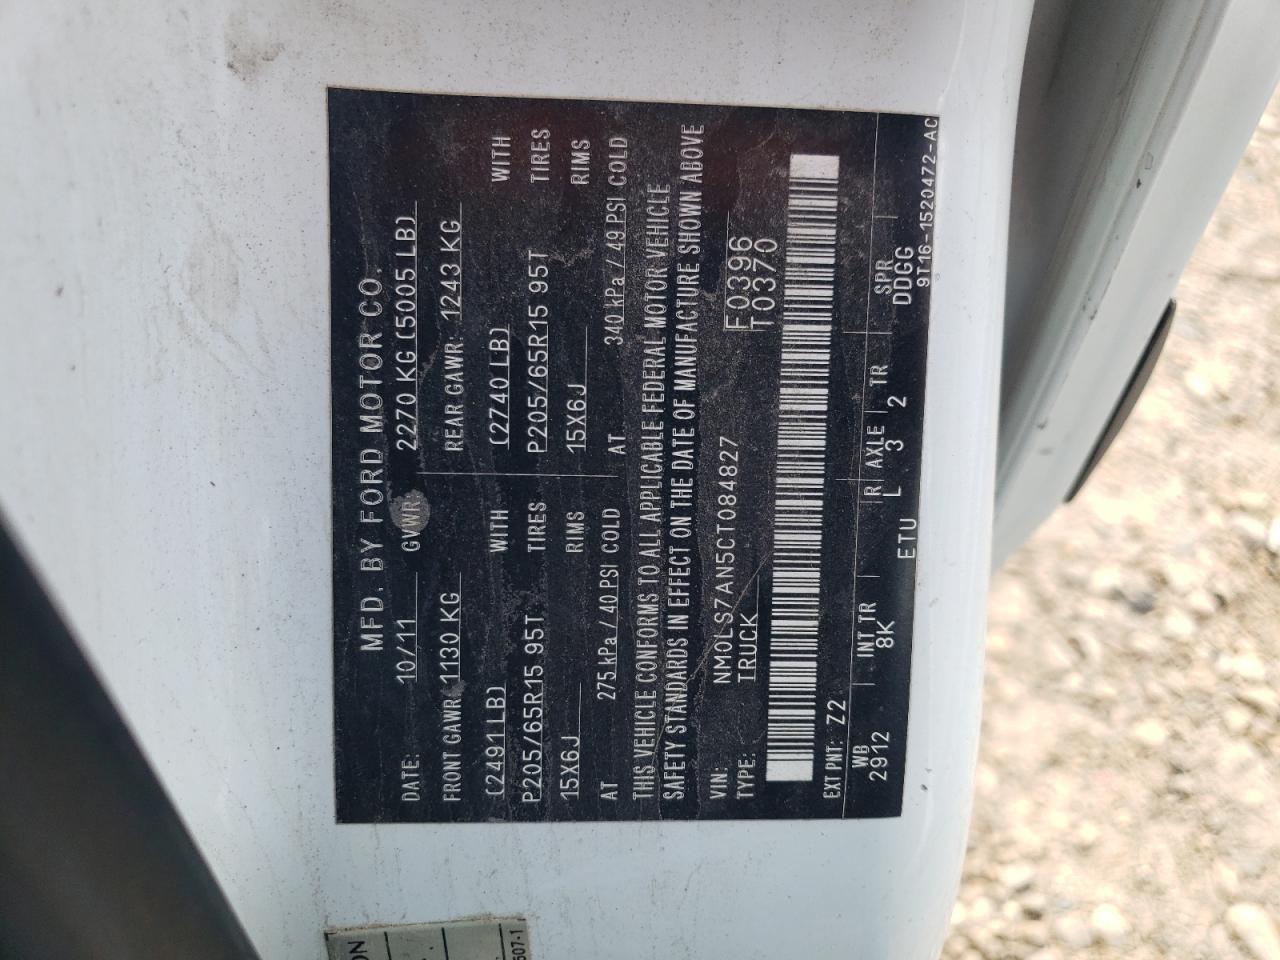 MFD. BY FORD MOTOR CO.
DATE: 10/11 GVWR: 2270 KG (5005 LB)
FRONT GAWR: 1130 KG REAR GAWR: 1243 KG
(2491LB) WITH (2740 LB) WITH
P205/65R15 95T TIRES P205/65R15 95T TIRES
15X6J RIMS 15X6J RIMS
AT 275 kPa / 40 PSI COLD AT 340 kPa / 49 PSI COLD
THIS VEHICLE CONFORMS TO ALL APPLICABLE FEDERAL MOTOR VEHICLE
SAFETY STANDARDS IN EFFECT ON THE DATE OF MANUFACTURE SHOWN ABOVE
VIN: NM0LS7AN5CT084827 F0396
TYPE: TRUCK T0370
EXT PNT: Z2
WB INT TR R AXLE TR SPR
2912 8K L 3 2 DDGG
ETU 9T16-1520472-AC
ON
507-1